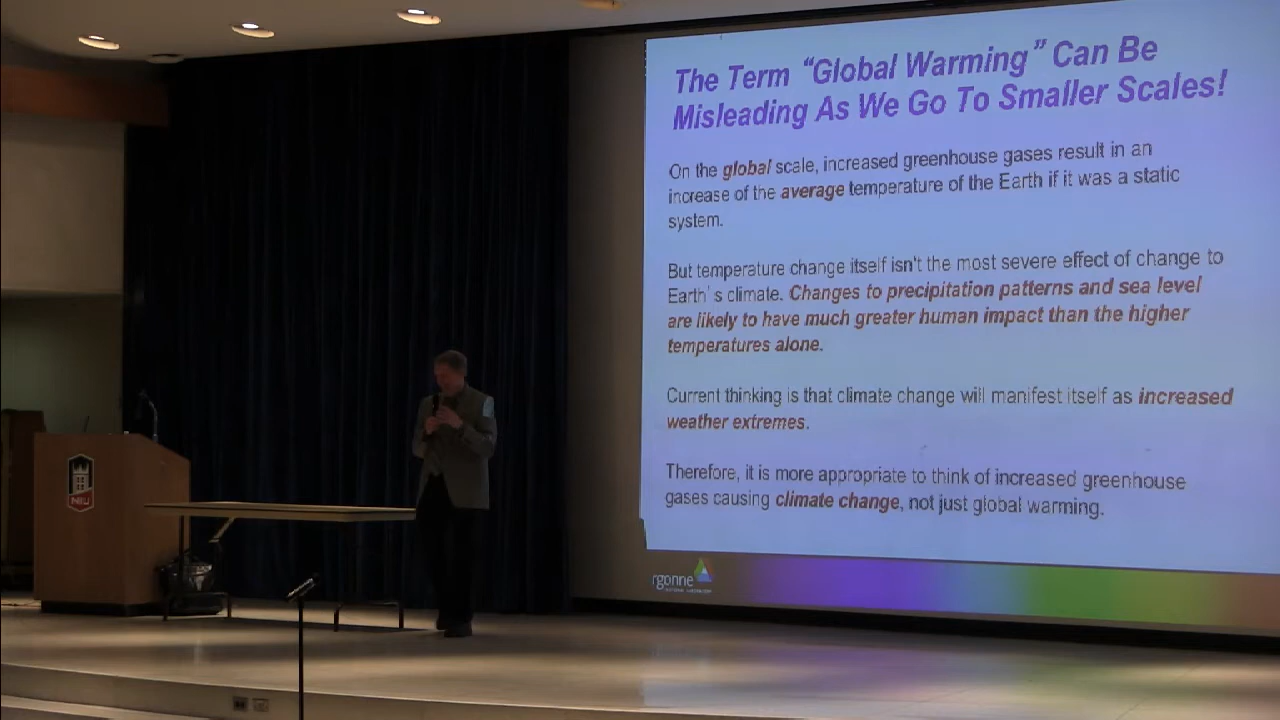 The Term “Global Warming” Can Be
Misleading As We Go To Smaller Scales!
On the global scale, increased greenhouse gases result in an
increase of the average temperature of the Earth if it was a static
system.
But temperature change itself isn't the most severe effect of change to
Earth's climate. Changes to precipitation patterns and sea level
are likely to have much greater human impact than the higher
temperatures alone.
Current thinking is that climate change will manifest itself as increased
weather extremes.
Therefore, it is more appropriate to think of increased greenhouse
gases causing climate change, not just global warming.
rgonne
NIU